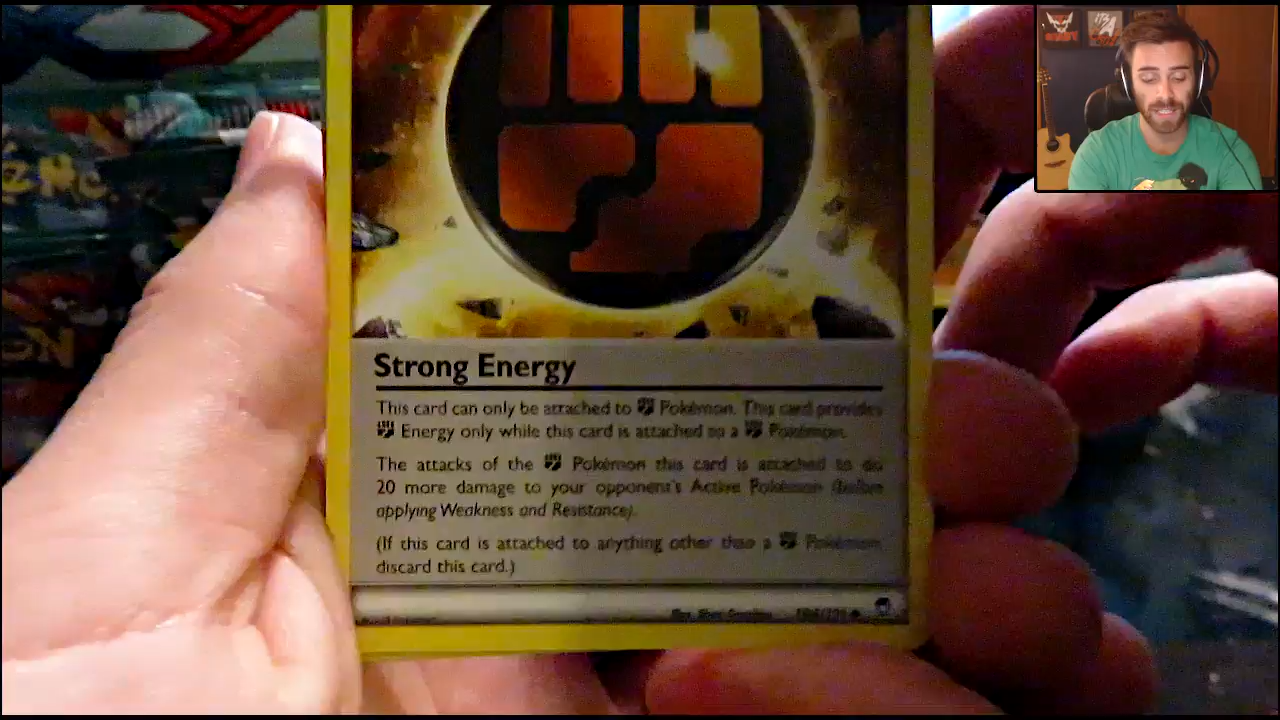 Strong Energy
This card can only be attached to Pokémon. This card provides
Energy only while this card is attached to a Pokémon.
The attacks of the Pokémon this card is attached to do
20 more damage to your opponent's Active Pokémon (before
applying Weakness and Resistance).
(If this card is attached to anything other than a Pokémon,
discard this card.)